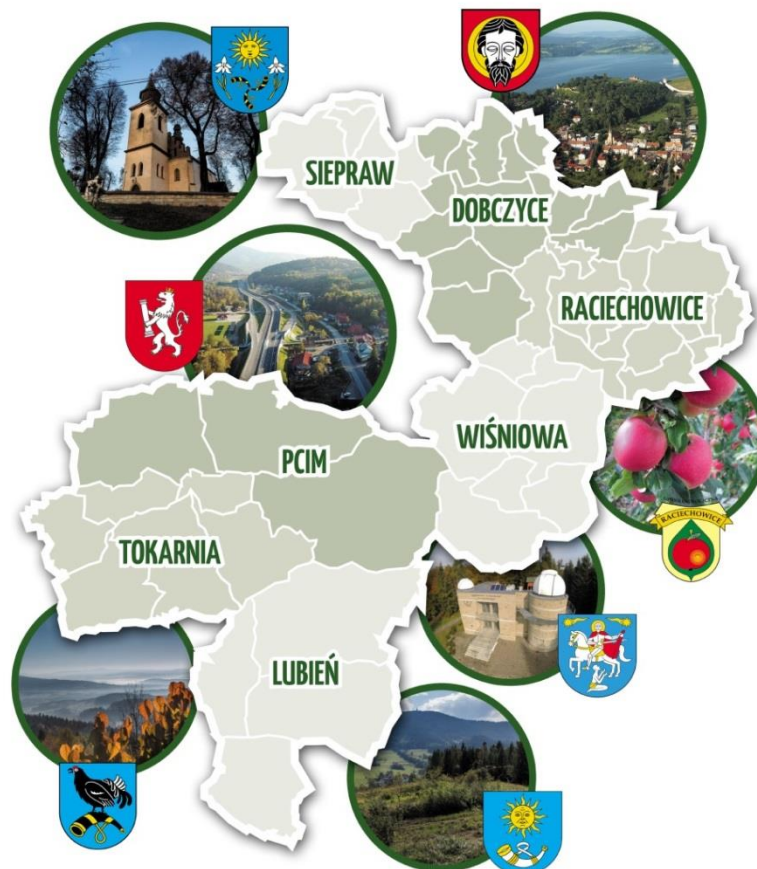 SIEPRAW
DOBCZYCE
RACIECHOWICE
WIŚNIOWA
PCIM
TOKARNIA
LUBIEŃ
RACIECHOWICE